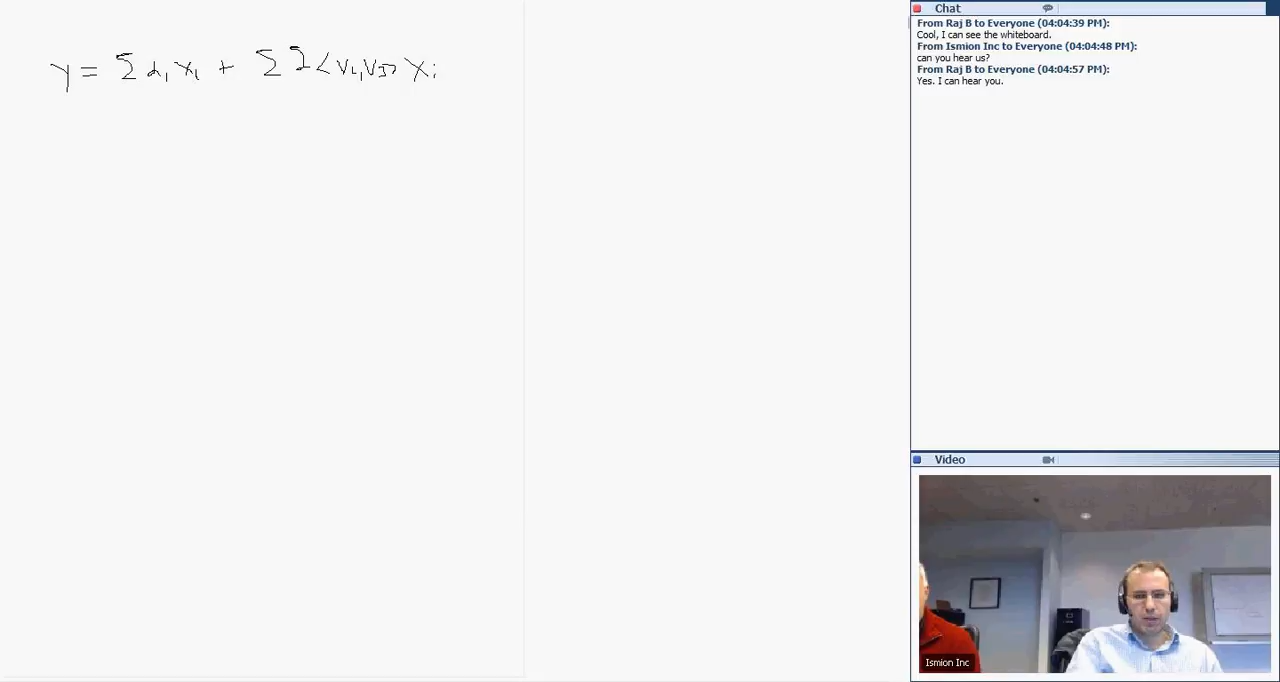 y = Σ α₁ x₁ + Σ Σ <vᵢ,vⱼ> xᵢ
Chat
From Raj B to Everyone (04:04:39 PM):
Cool, I can see the whiteboard.
From Ismion Inc to Everyone (04:04:48 PM):
can you hear us?
From Raj B to Everyone (04:04:57 PM):
Yes. I can hear you.
Video
Ismion Inc